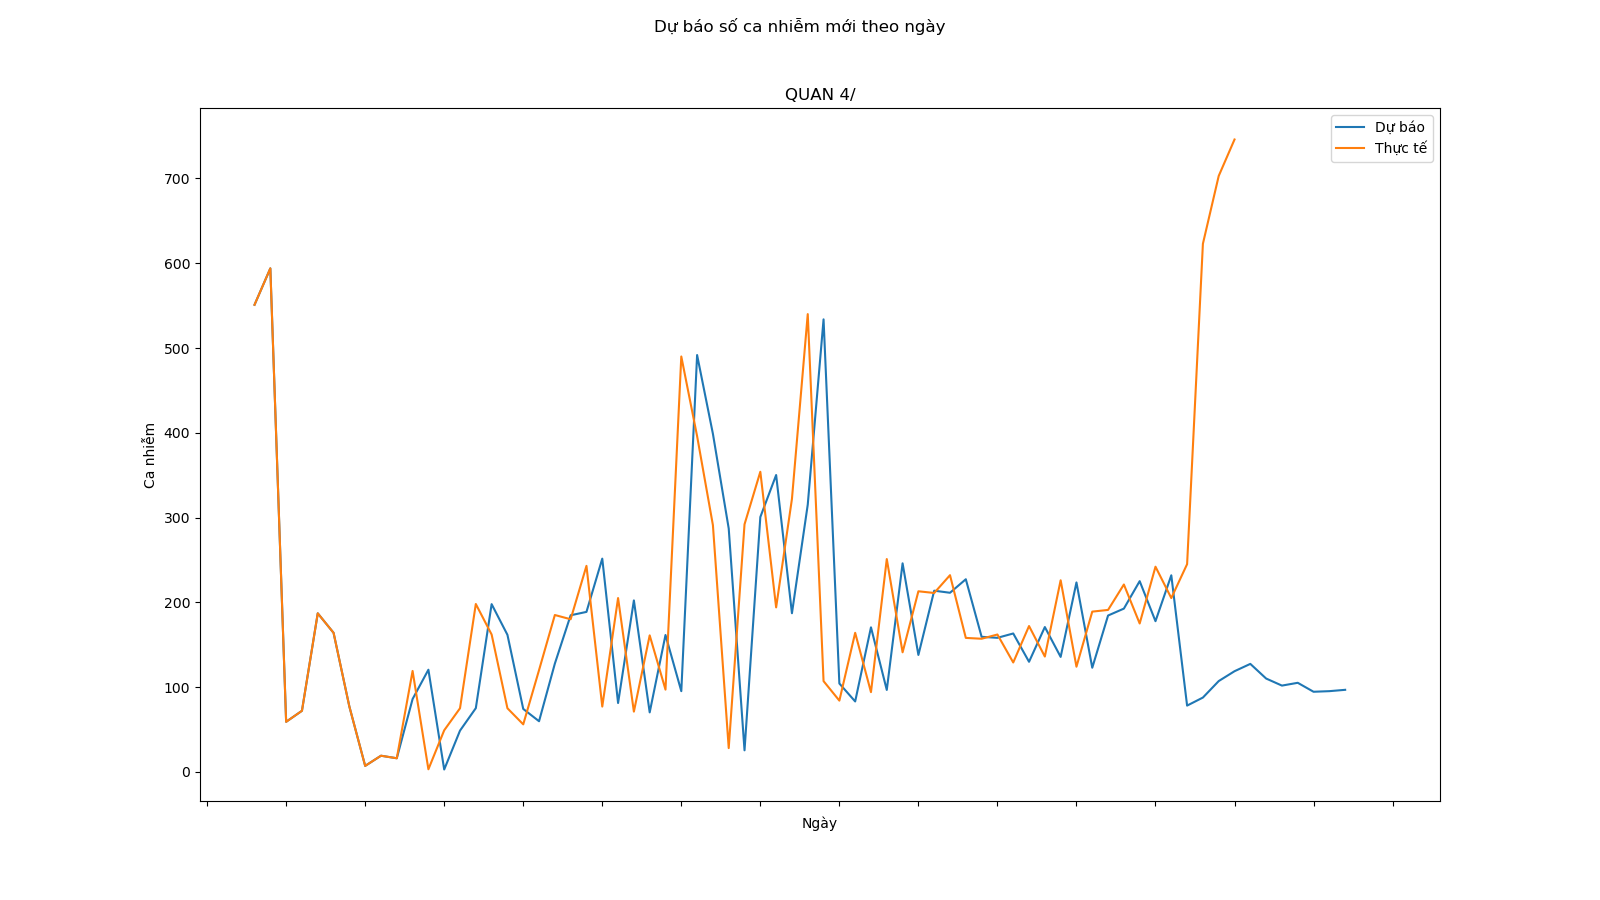 Dự báo số ca nhiễm mới theo ngày
QUAN 4/
Dự báo
Thực tế
700
600
500
400
300
200
100
0
Ca nhiễm
Ngày